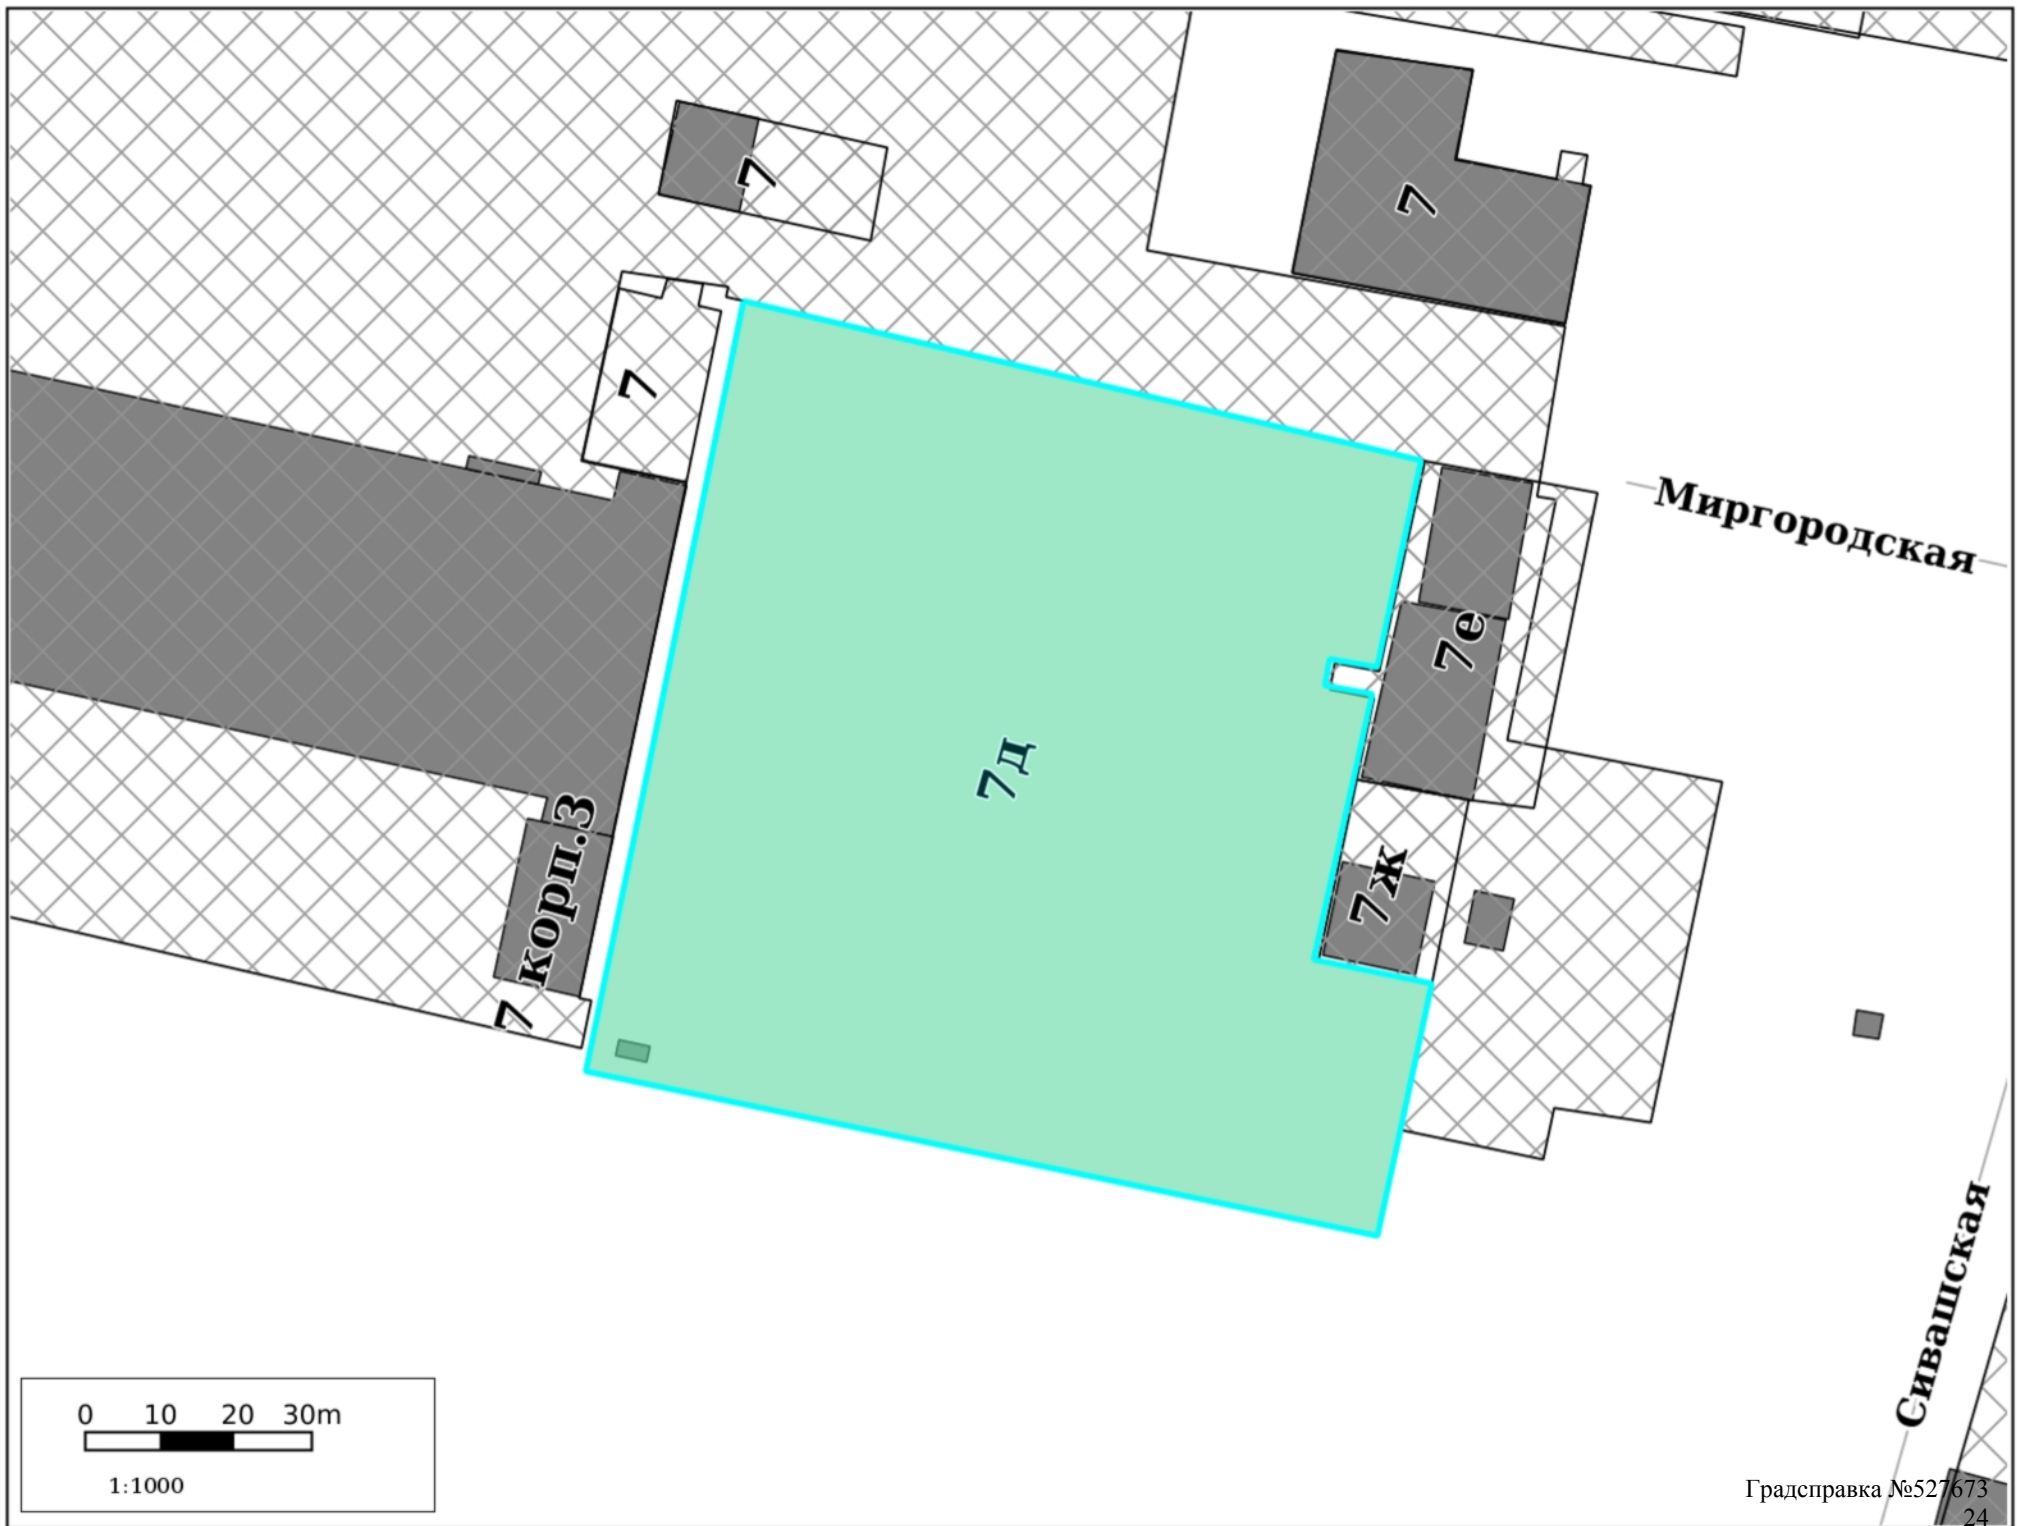 7
7
7
Миргородская
7е
7д
7ж
7 корп.3
Сивашская
0 10 20 30m
1:1000
Градсправка №527673
24